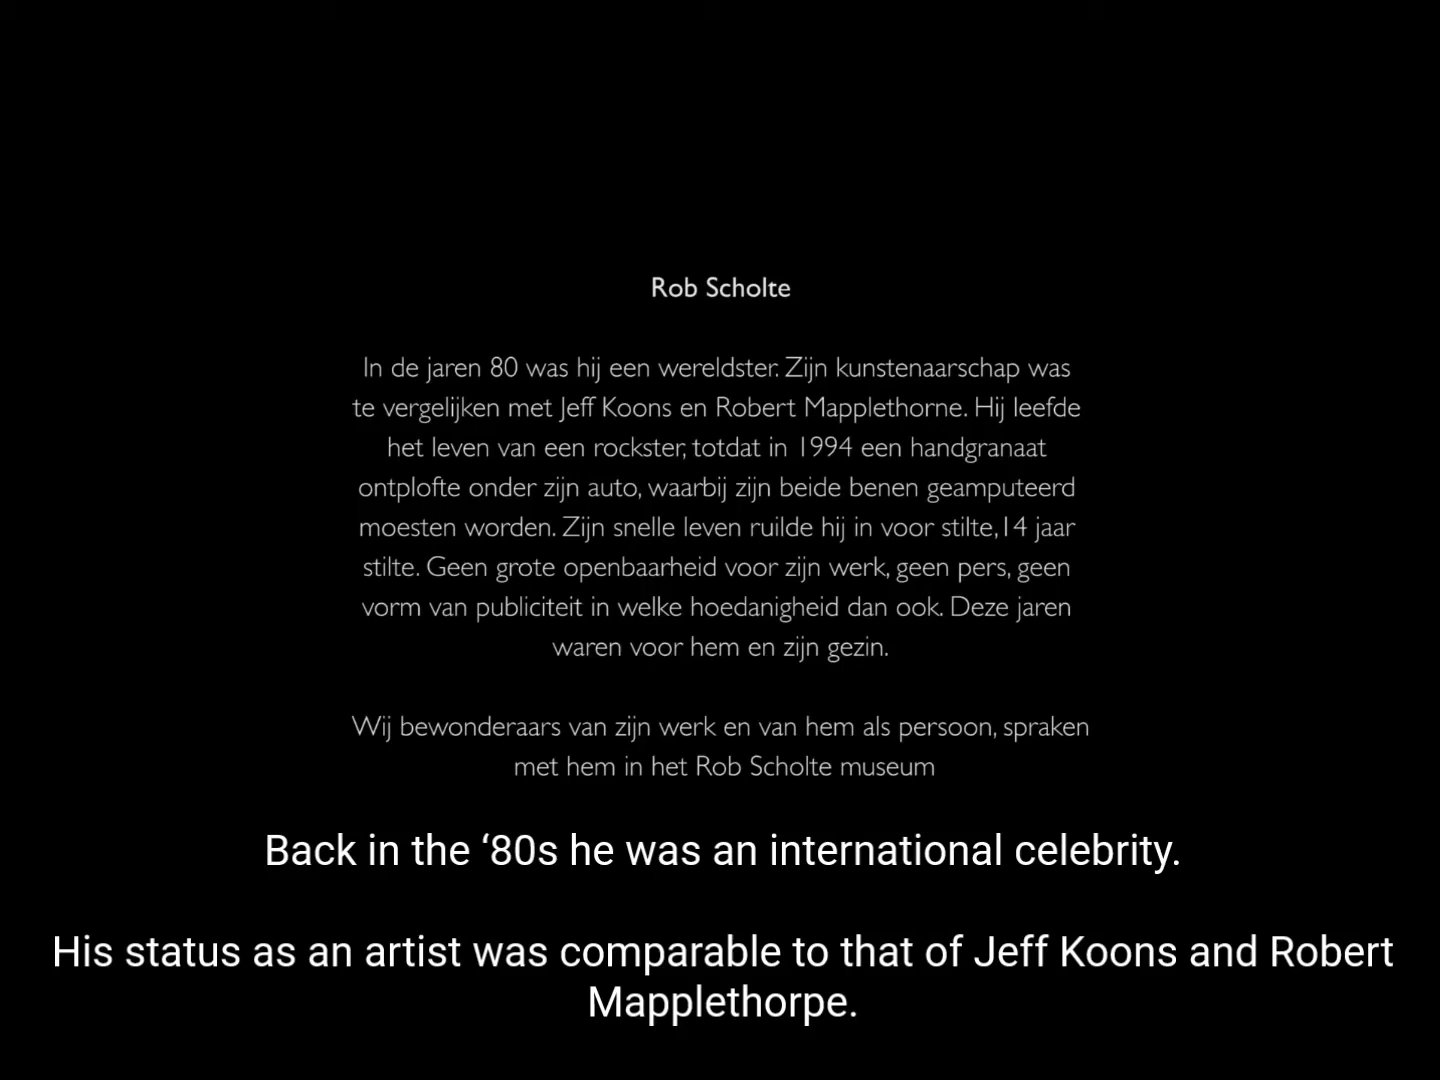 Rob Scholte
In de jaren 80 was hij een wereldster. Zijn kunstenaarschap was
te vergelijken met Jeff Koons en Robert Mapplethorne. Hij leefde
het leven van een rockster, totdat in 1994 een handgranaat
ontplofte onder zijn auto, waarbij zijn beide benen geamputeerd
moesten worden. Zijn snelle leven ruilde hij in voor stilte,14 jaar
stilte. Geen grote openbaarheid voor zijn werk, geen pers, geen
vorm van publiciteit in welke hoedanigheid dan ook. Deze jaren
waren voor hem en zijn gezin.
Wij bewonderaars van zijn werk en van hem als persoon, spraken
met hem in het Rob Scholte museum
Back in the ‘80s he was an international celebrity.
His status as an artist was comparable to that of Jeff Koons and Robert
Mapplethorpe.